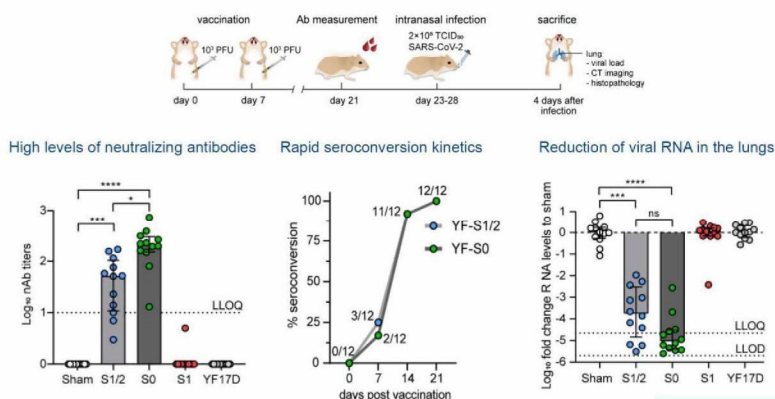 vaccination
Ab measurement
intranasal infection
sacrifice
10³ PFU
10³ PFU
2×10⁶ TCID₅₀
SARS-CoV-2
lung:
- viral load
- CT imaging
- histopathology
day 0
day 7
day 21
day 23-28
4 days after
infection
High levels of neutralizing antibodies
Rapid seroconversion kinetics
Reduction of viral RNA in the lungs
****
***
*
Log₁₀ nAb titers
3
2
1
0
LLOQ
Sham
S1/2
S0
S1
YF17D
% seroconversion
100
75
50
25
0
12/12
11/12
3/12
2/12
0/12
YF-S1/2
YF-S0
0
7
14
21
days post vaccination
****
***
ns
Log₁₀ fold change RNA levels to sham
1
0
-1
-2
-3
-4
-5
-6
LLOQ
LLOD
Sham
S1/2
S0
S1
YF17D